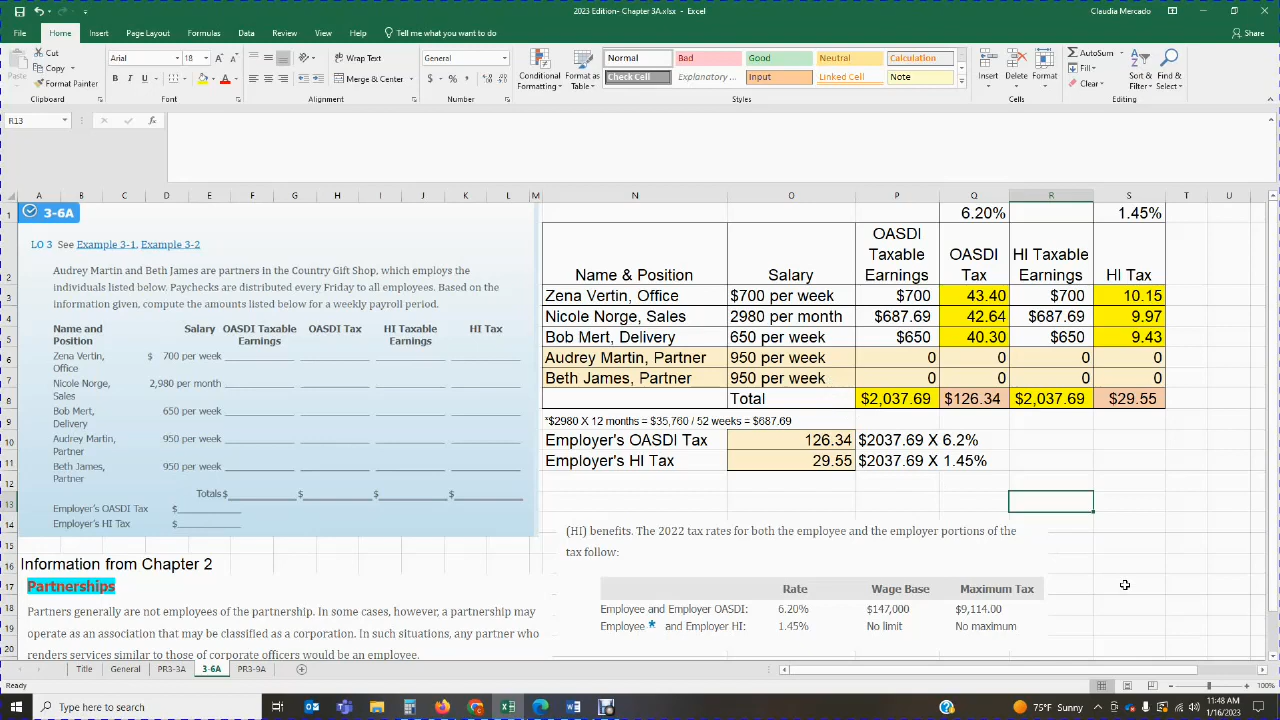 2023 Edition- Chapter 3A.xlsx - Excel
Claudia Mercado
File Home Insert Page Layout Formulas Data Review View Help Tell me what you want to do Share
Cut
Copy
Format Painter
Paste
Clipboard
Arial 18
Font
Wrap Text
Merge & Center
Alignment
General
Number
Conditional Formatting
Format as Table
Normal Bad Good Neutral Calculation
Check Cell Explanatory ... Input Linked Cell Note
Styles
Insert Delete Format
Cells
AutoSum
Fill
Clear
Sort & Filter
Find & Select
Editing
R13
A B C D E F G H I J K L M N O P Q R S T U
3-6A
LO 3 See Example 3-1, Example 3-2
Audrey Martin and Beth James are partners in the Country Gift Shop, which employs the
individuals listed below. Paychecks are distributed every Friday to all employees. Based on the
information given, compute the amounts listed below for a weekly payroll period.
Name and Position Salary OASDI Taxable Earnings OASDI Tax HI Taxable Earnings HI Tax
Zena Vertin, Office $ 700 per week
Nicole Norge, Sales 2,980 per month
Bob Mert, Delivery 650 per week
Audrey Martin, Partner 950 per week
Beth James, Partner 950 per week
Totals $ $ $ $
Employer's OASDI Tax $
Employer's HI Tax $
Information from Chapter 2
Partnerships
Partners generally are not employees of the partnership. In some cases, however, a partnership may
operate as an association that may be classified as a corporation. In such situations, any partner who
renders services similar to those of corporate officers would be an employee.
6.20% 1.45%
Name & Position Salary OASDI Taxable Earnings OASDI Tax HI Taxable Earnings HI Tax
Zena Vertin, Office $700 per week $700 43.40 $700 10.15
Nicole Norge, Sales 2980 per month $687.69 42.64 $687.69 9.97
Bob Mert, Delivery 650 per week $650 40.30 $650 9.43
Audrey Martin, Partner 950 per week 0 0 0 0
Beth James, Partner 950 per week 0 0 0 0
Total $2,037.69 $126.34 $2,037.69 $29.55
*$2980 X 12 months = $35,760 / 52 weeks = $687.69
Employer's OASDI Tax 126.34 $2037.69 X 6.2%
Employer's HI Tax 29.55 $2037.69 X 1.45%
(HI) benefits. The 2022 tax rates for both the employee and the employer portions of the
tax follow:
Rate Wage Base Maximum Tax
Employee and Employer OASDI: 6.20% $147,000 $9,114.00
Employee * and Employer HI: 1.45% No limit No maximum
1
2
3
4
5
6
7
8
9
10
11
12
13
14
15
16
17
18
19
20
Title General PR3-3A 3-6A PR3-9A
Ready
100%
Type here to search
75°F Sunny
11:48 AM
1/16/2023